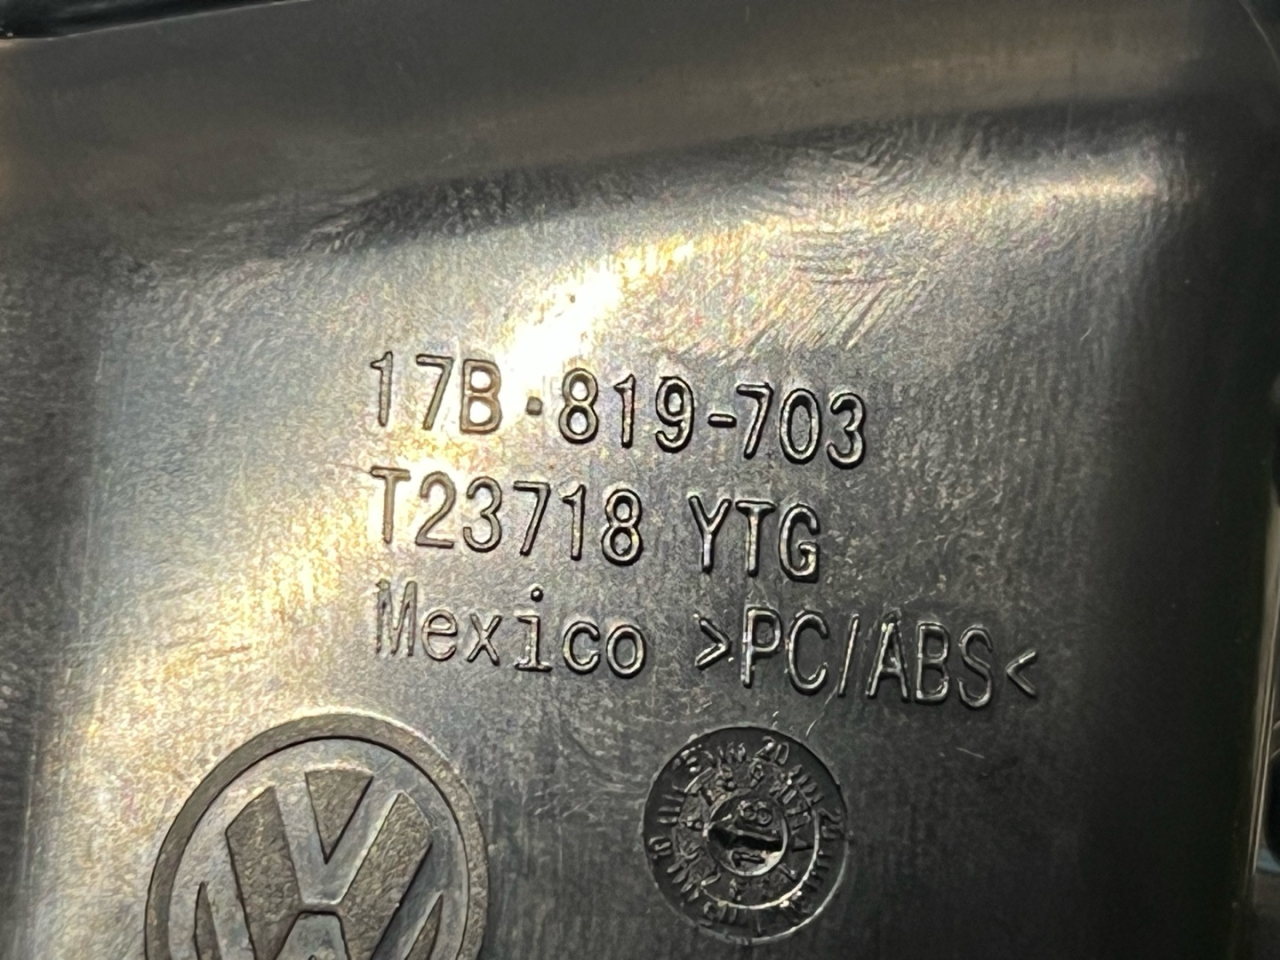 17B·819-703
T23718 YTG
Mexico >PC/ABS<